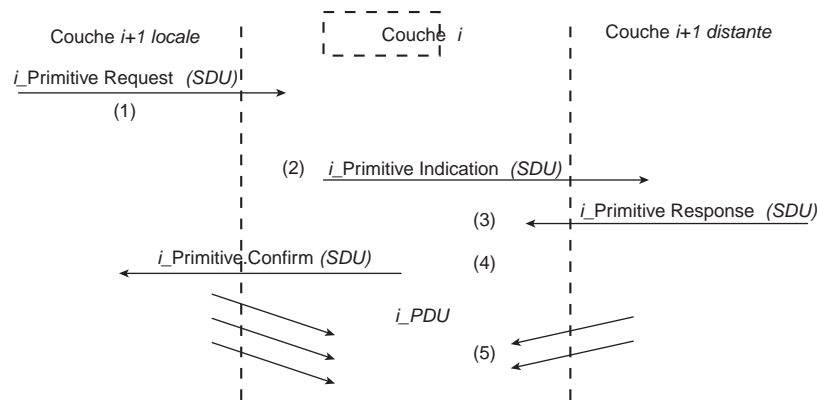 Couche i+1 locale
Couche i
Couche i+1 distante
i_Primitive Request (SDU)
(1)
(2) i_Primitive Indication (SDU)
(3) i_Primitive Response (SDU)
i_Primitive.Confirm (SDU)
(4)
i_PDU
(5)